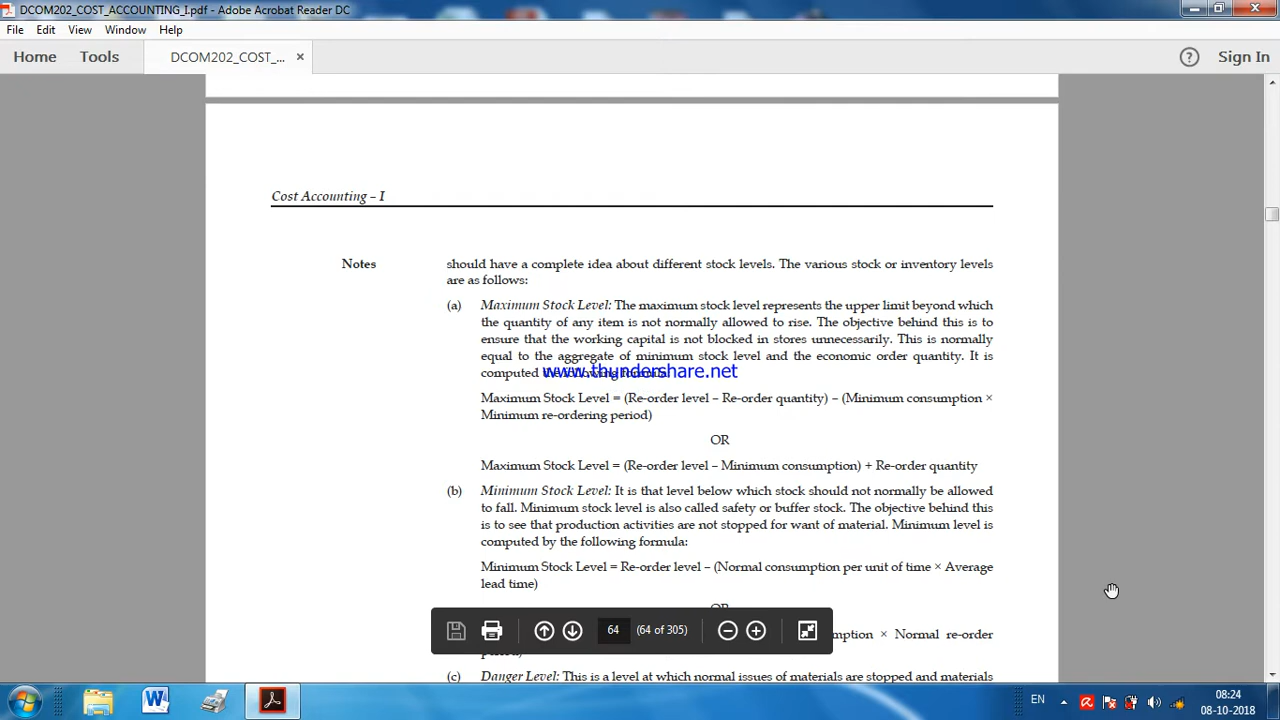 DCOM202_COST_ACCOUNTING_I.pdf - Adobe Acrobat Reader DC
File Edit View Window Help
Home Tools DCOM202_COST_... × ? Sign In
Cost Accounting – I
Notes
should have a complete idea about different stock levels. The various stock or inventory levels
are as follows:
(a) Maximum Stock Level: The maximum stock level represents the upper limit beyond which
the quantity of any item is not normally allowed to rise. The objective behind this is to
ensure that the working capital is not blocked in stores unnecessarily. This is normally
equal to the aggregate of minimum stock level and the economic order quantity. It is
computed
www.thundershare.net
Maximum Stock Level = (Re-order level – Re-order quantity) – (Minimum consumption ×
Minimum re-ordering period)
OR
Maximum Stock Level = (Re-order level – Minimum consumption) + Re-order quantity
(b) Minimum Stock Level: It is that level below which stock should not normally be allowed
to fall. Minimum stock level is also called safety or buffer stock. The objective behind this
is to see that production activities are not stopped for want of material. Minimum level is
computed by the following formula:
Minimum Stock Level = Re-order level – (Normal consumption per unit of time × Average
lead time)
× Normal re-order
64 (64 of 305)
(c) Danger Level: This is a level at which normal issues of materials are stopped and materials
EN 08:24
08-10-2018